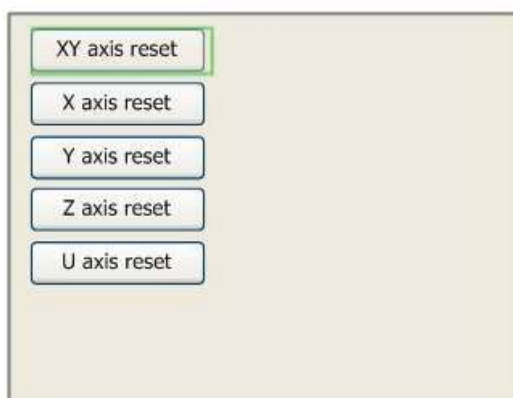 XY axis reset
X axis reset
Y axis reset
Z axis reset
U axis reset